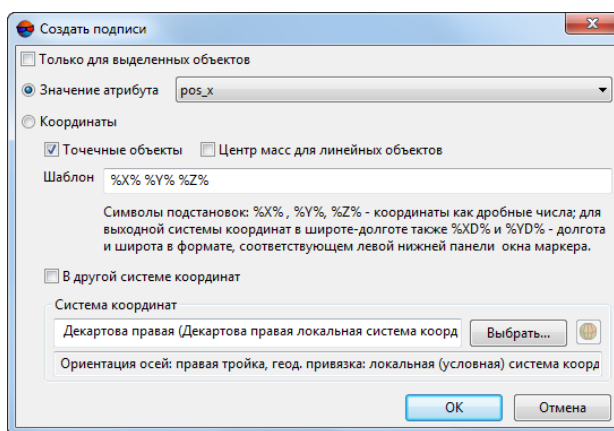 Создать подписи
Только для выделенных объектов
Значение атрибута pos_x
Координаты
Точечные объекты Центр масс для линейных объектов
Шаблон %X% %Y% %Z%
Символы подстановок: %X% , %Y%, %Z% - координаты как дробные числа; для
выходной системы координат в широте-долготе также %XD% и %YD% - долгота
и широта в формате, соответствующем левой нижней панели окна маркера.
В другой системе координат
Система координат
Декартова правая (Декартова правая локальная система коорд Выбрать...
Ориентация осей: правая тройка, геод. привязка: локальная (условная) система коорд
ОК Отмена